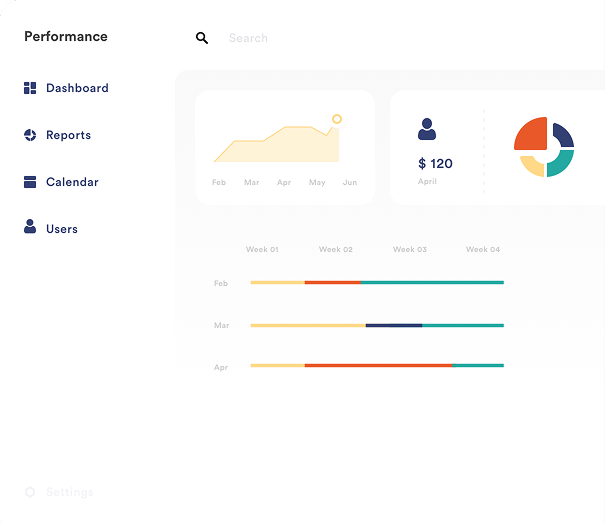 Performance
Search
Dashboard
Reports
Calendar
Users
Settings
Feb Mar Apr May Jun
$ 120
April
Week 01 Week 02 Week 03 Week 04
Feb
Mar
Apr